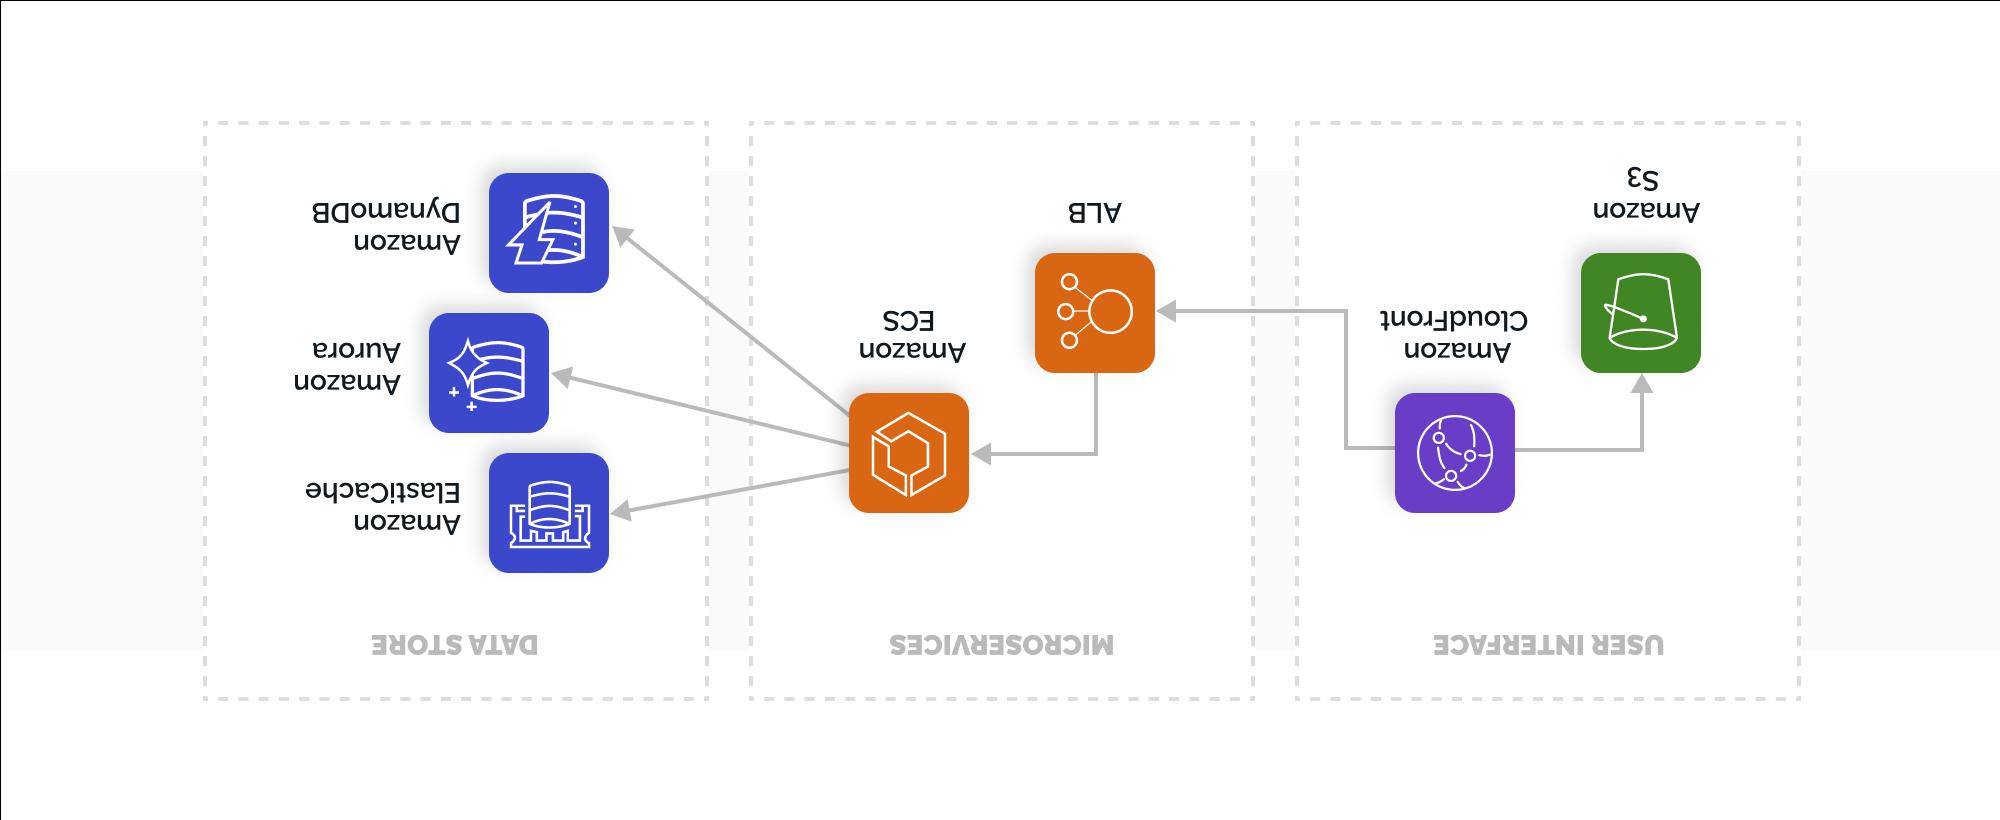 USER INTERFACE
Amazon
CloudFront
Amazon
S3
MICROSERVICES
ALB
Amazon
ECS
DATA STORE
Amazon
ElastiCache
Amazon
Aurora
Amazon
DynamoDB